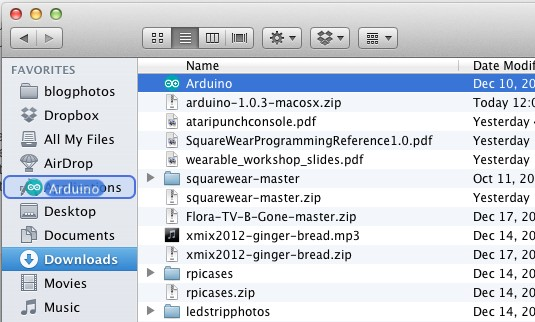 FAVORITES
blogphotos
Dropbox
All My Files
AirDrop
Arduino
Desktop
Documents
Downloads
Movies
Music
Name Date Modif
Arduino Dec 10, 20
arduino-1.0.3-macosx.zip Today 12:0
ataripunchconsole.pdf Yesterday
SquareWearProgrammingReference1.0.pdf Yesterday
wearable_workshop_slides.pdf Yesterday
squarewear-master Oct 11, 20
squarewear-master.zip Yesterday
Flora-TV-B-Gone-master.zip Dec 17, 20
xmix2012-ginger-bread.mp3 Dec 14, 20
xmix2012-ginger-bread.zip Dec 17, 20
rpicases Dec 14, 20
rpicases.zip Dec 14, 20
ledstripphotos Dec 14, 20